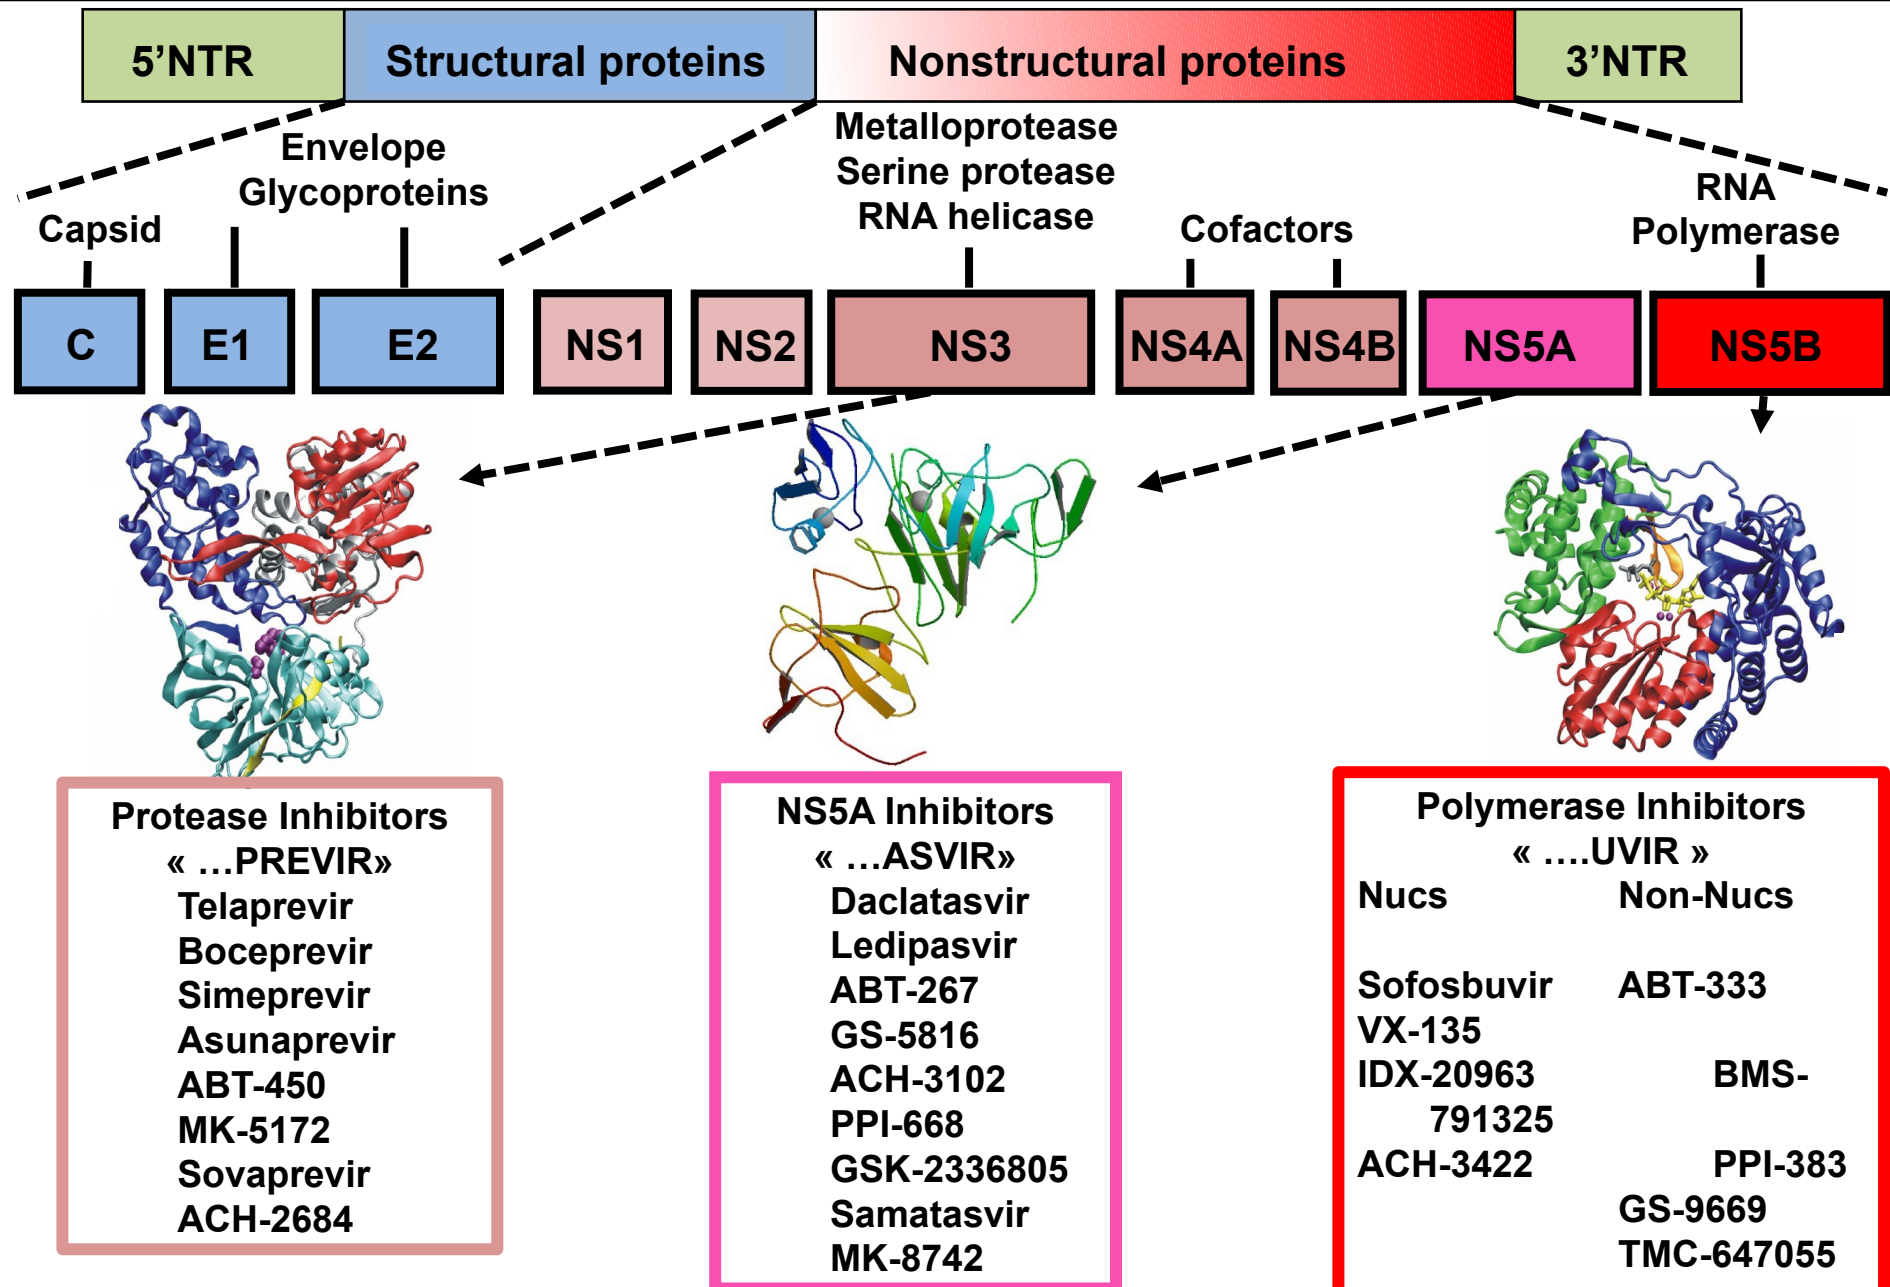 5’NTR
Structural proteins
Nonstructural proteins
3’NTR
Capsid
Envelope
Glycoproteins
Metalloprotease
Serine protease
RNA helicase
Cofactors
RNA
Polymerase
C
E1
E2
NS1
NS2
NS3
NS4A
NS4B
NS5A
NS5B
Protease Inhibitors
« …PREVIR»
Telaprevir
Boceprevir
Simeprevir
Asunaprevir
ABT-450
MK-5172
Sovaprevir
ACH-2684
NS5A Inhibitors
« …ASVIR»
Daclatasvir
Ledipasvir
ABT-267
GS-5816
ACH-3102
PPI-668
GSK-2336805
Samatasvir
MK-8742
Polymerase Inhibitors
« ….UVIR »
Nucs Non-Nucs
Sofosbuvir ABT-333
VX-135
IDX-20963 BMS-
791325
ACH-3422 PPI-383
GS-9669
TMC-647055